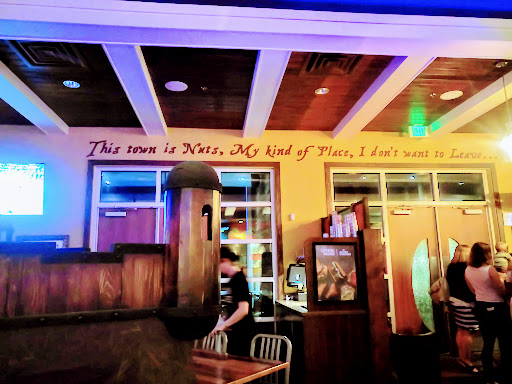 This town is Nuts, My kind of Place, I don't want to Leave...